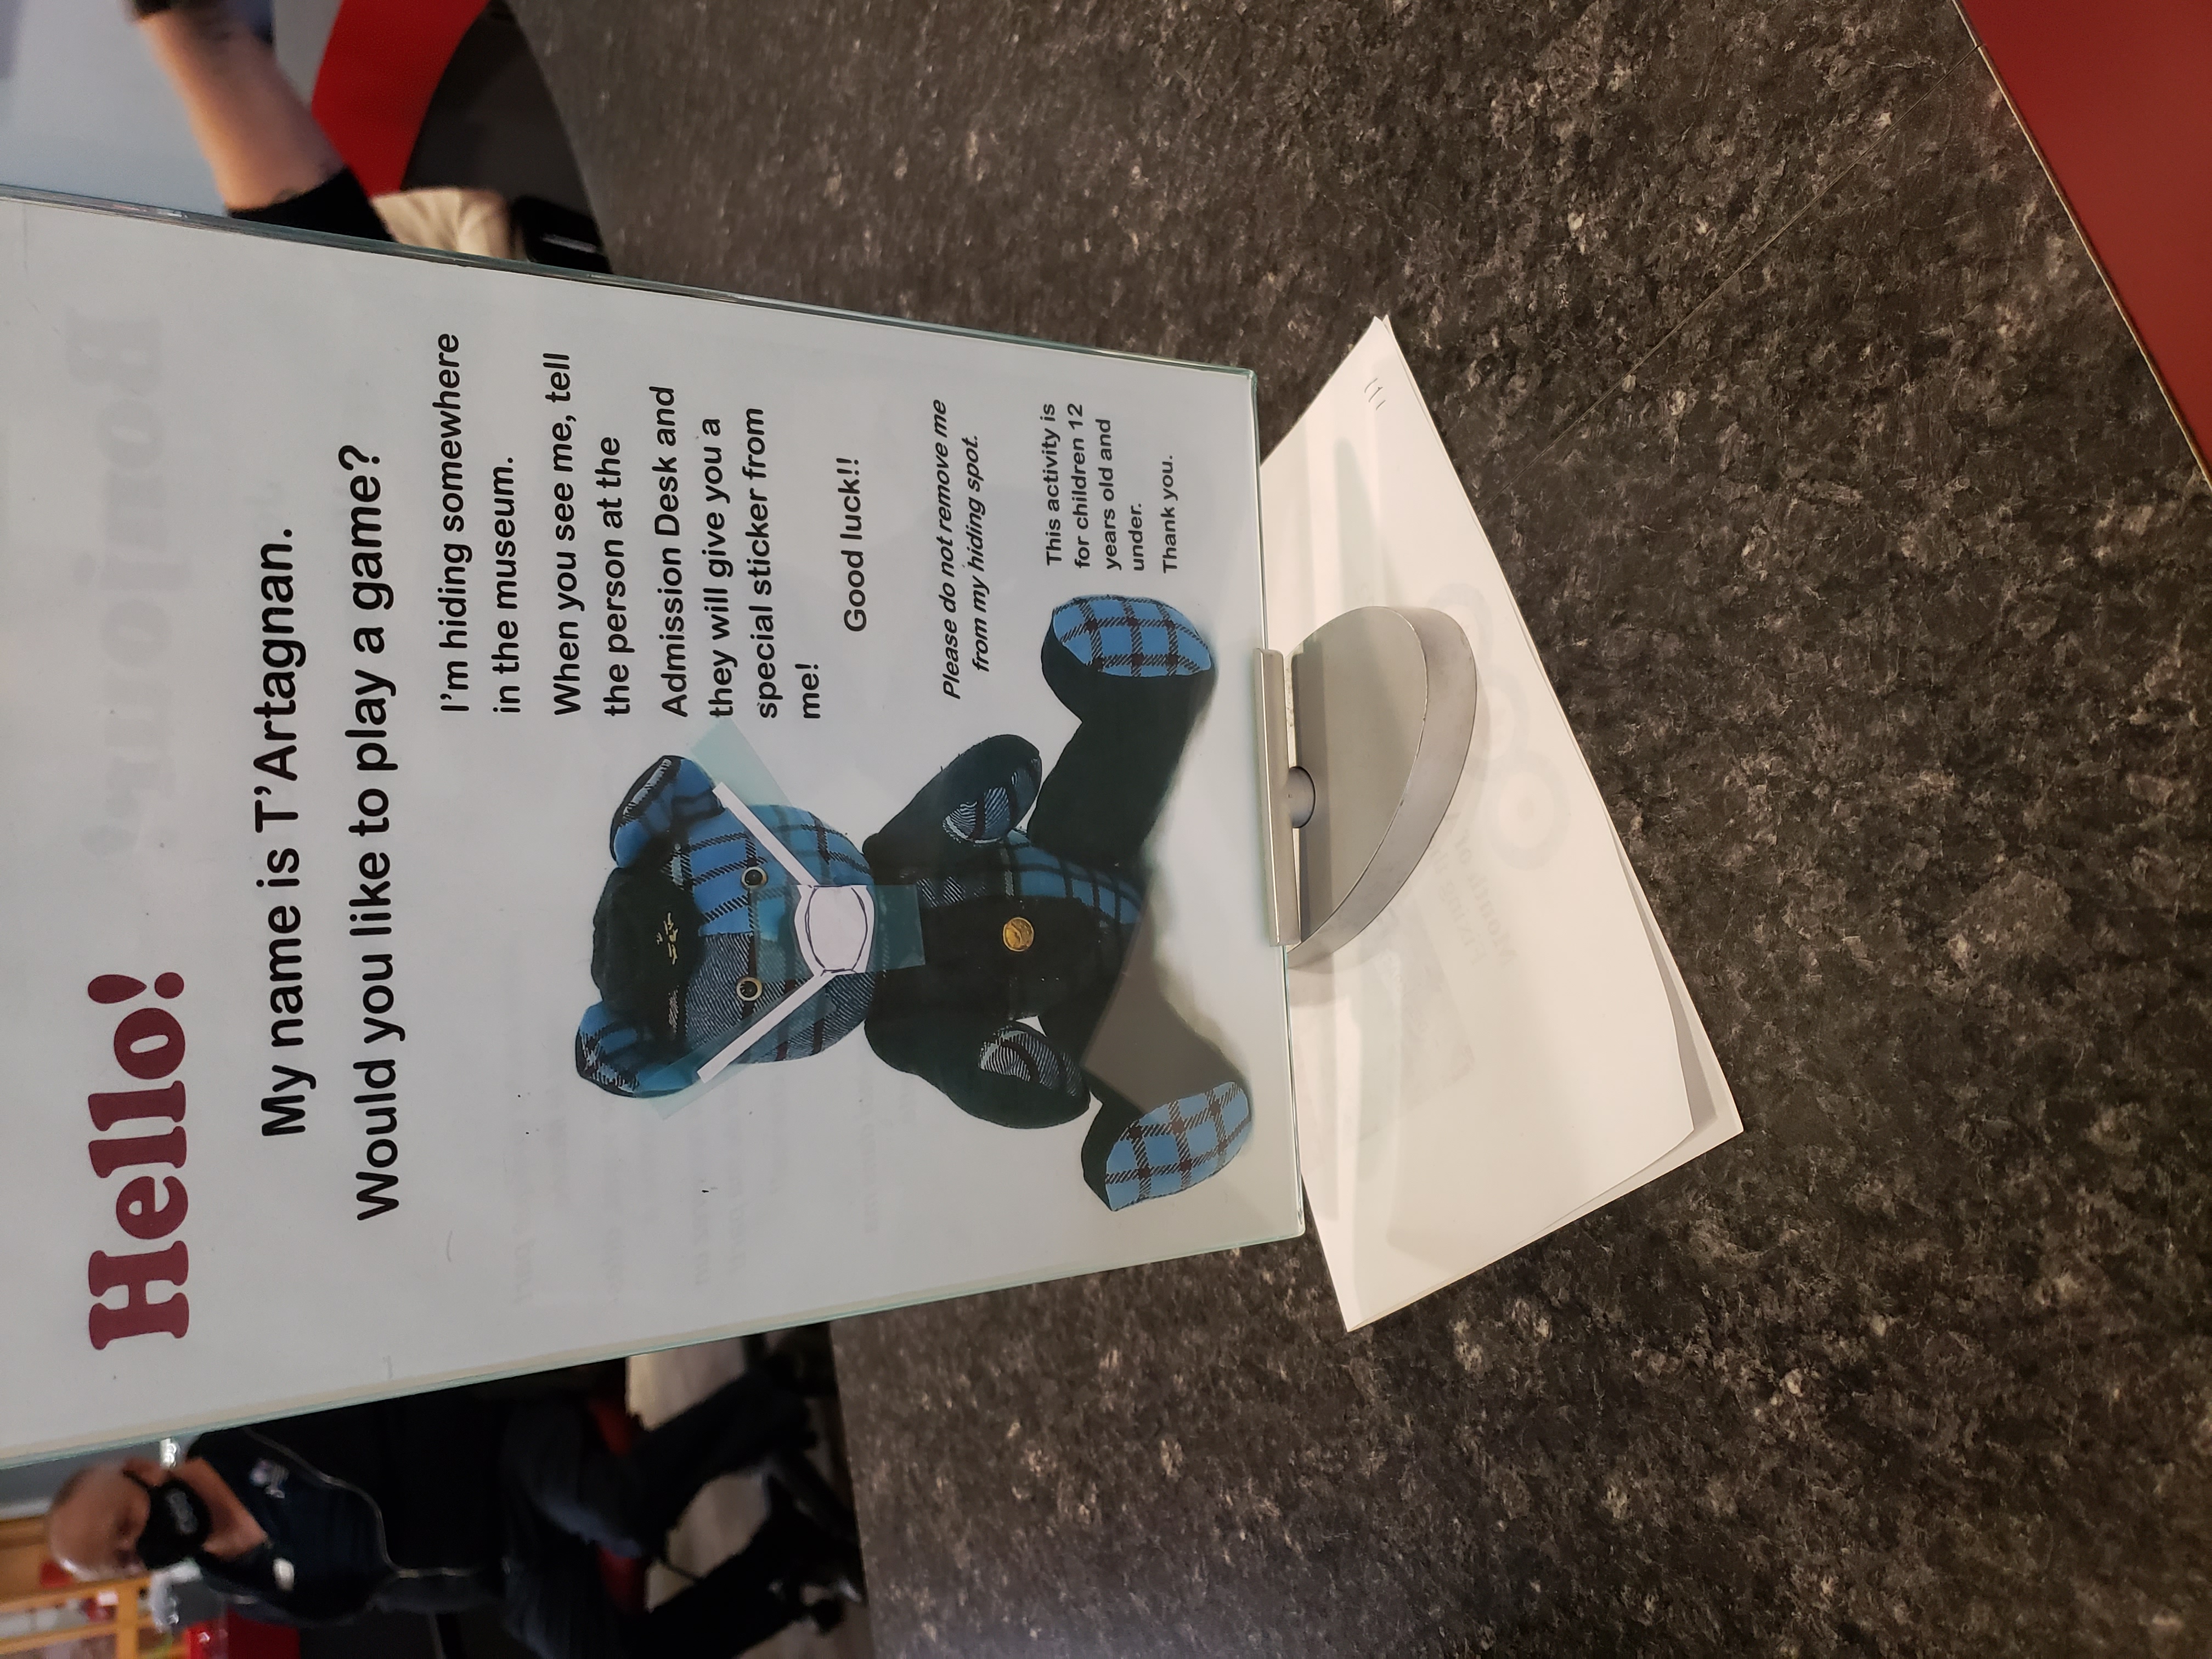 Hello!
Bonjour!
My name is T'Artagnan.
Would you like to play a game?
I'm hiding somewhere
in the museum.
When you see me, tell
the person at the
Admission Desk and
they will give you a
special sticker from
me!
Good luck!!
Please do not remove me
from my hiding spot.
This activity is
for children 12
years old and
under.
Thank you.